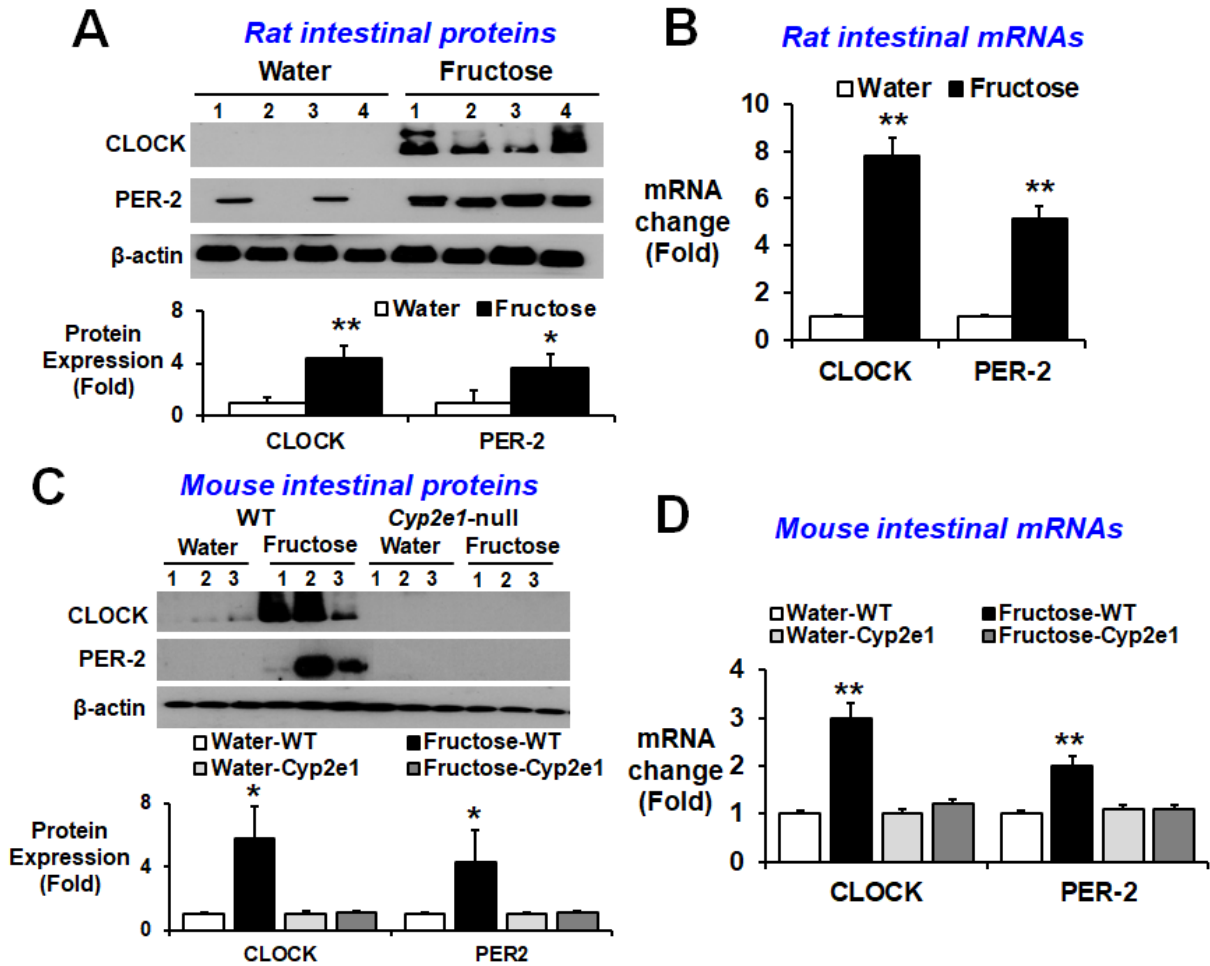 A
Rat intestinal proteins
Water Fructose
1 2 3 4 1 2 3 4
CLOCK
PER-2
β-actin
Water Fructose
Protein
Expression
(Fold)
8
4
0
** *
CLOCK PER-2
B
Rat intestinal mRNAs
Water Fructose
mRNA
change
(Fold)
10
8
6
4
2
0
** **
CLOCK PER-2
C
Mouse intestinal proteins
WT Cyp2e1-null
Water Fructose Water Fructose
1 2 3 1 2 3 1 2 3 1 2 3
CLOCK
PER-2
β-actin
Water-WT Fructose-WT
Water-Cyp2e1 Fructose-Cyp2e1
Protein
Expression
(Fold)
8
4
0
* *
CLOCK PER2
D
Mouse intestinal mRNAs
Water-WT Fructose-WT
Water-Cyp2e1 Fructose-Cyp2e1
mRNA
change
(Fold)
4
3
2
1
0
** **
CLOCK PER-2